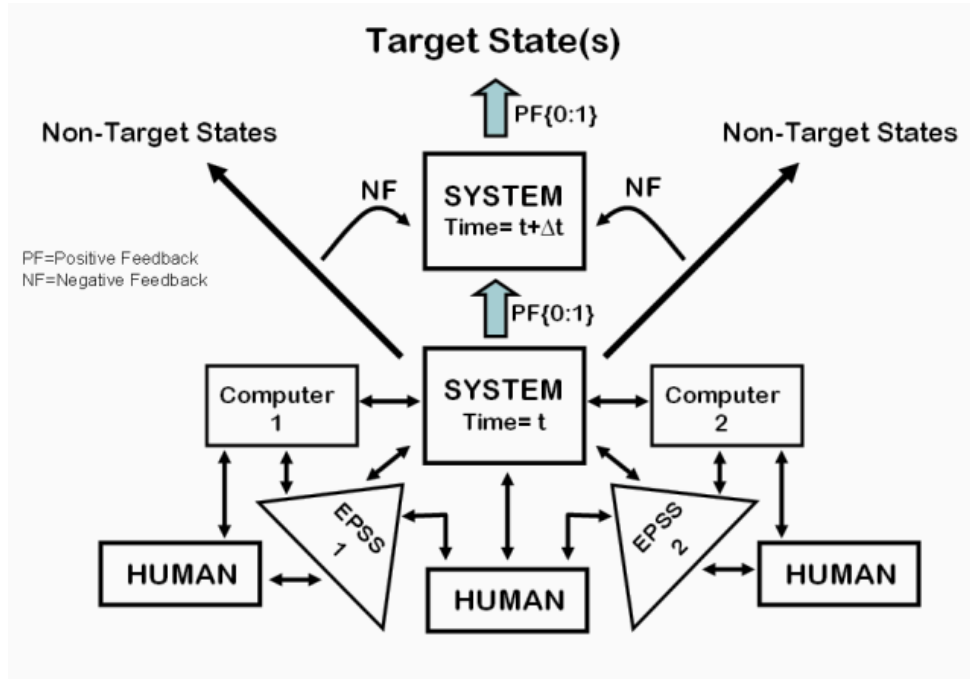 Target State(s)
PF{0:1}
Non-Target States
Non-Target States
NF
NF
SYSTEM
Time= t+Δt
PF=Positive Feedback
NF=Negative Feedback
PF{0:1}
Computer
1
SYSTEM
Time= t
Computer
2
EPSS
1
EPSS
2
HUMAN
HUMAN
HUMAN